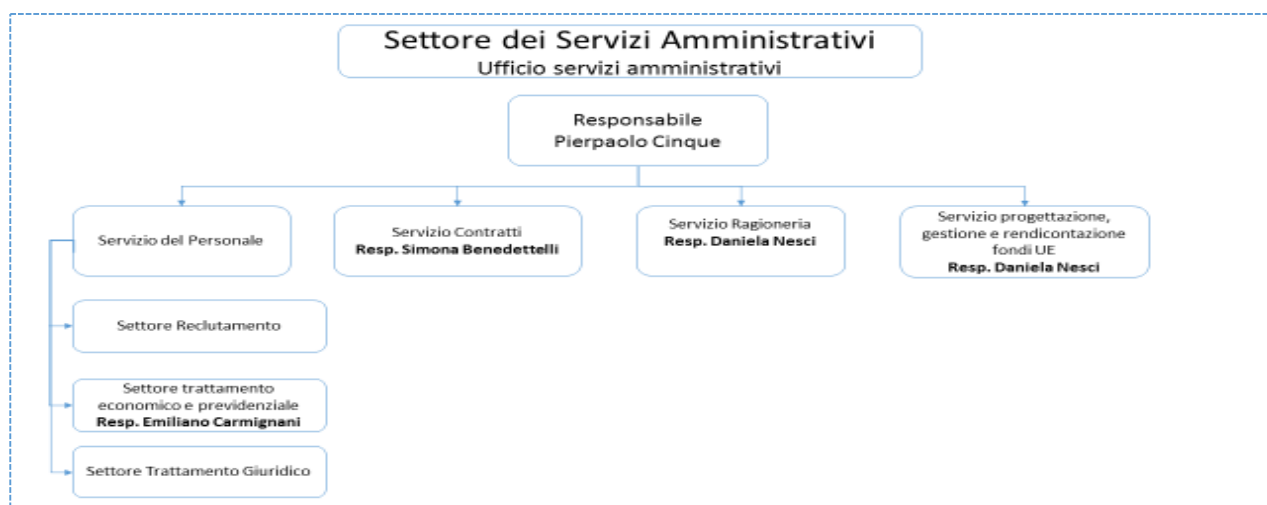 Settore dei Servizi Amministrativi
Ufficio servizi amministrativi
Responsabile
Pierpaolo Cinque
Servizio del Personale
Servizio Contratti
Resp. Simona Benedettelli
Servizio Ragioneria
Resp. Daniela Nesci
Servizio progettazione,
gestione e rendicontazione
fondi UE
Resp. Daniela Nesci
Settore Reclutamento
Settore trattamento
economico e previdenziale
Resp. Emiliano Carmignani
Settore Trattamento Giuridico